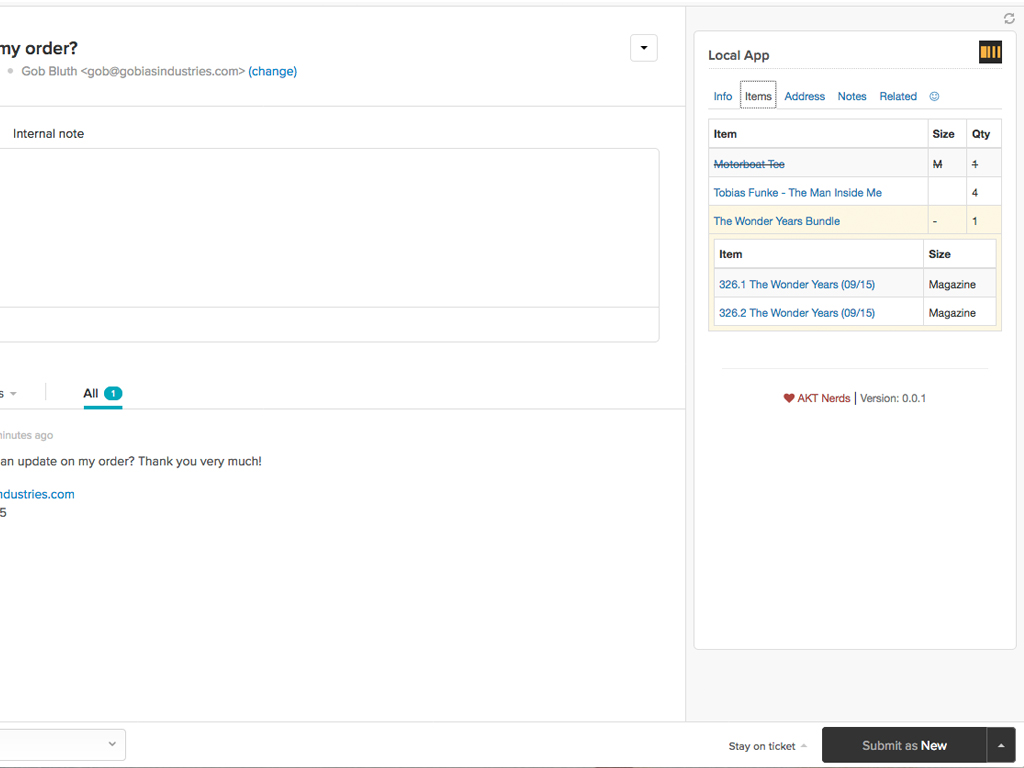 my order?
Gob Bluth <gob@gobiasindustries.com> (change)
Internal note
All 1
minutes ago
an update on my order? Thank you very much!
ndustries.com
5
Local App
Info Items Address Notes Related
Item Size Qty
Motorboat Tee M 1
Tobias Funke - The Man Inside Me 4
The Wonder Years Bundle - 1
Item Size
326.1 The Wonder Years (09/15) Magazine
326.2 The Wonder Years (09/15) Magazine
AKT Nerds | Version: 0.0.1
Stay on ticket
Submit as New